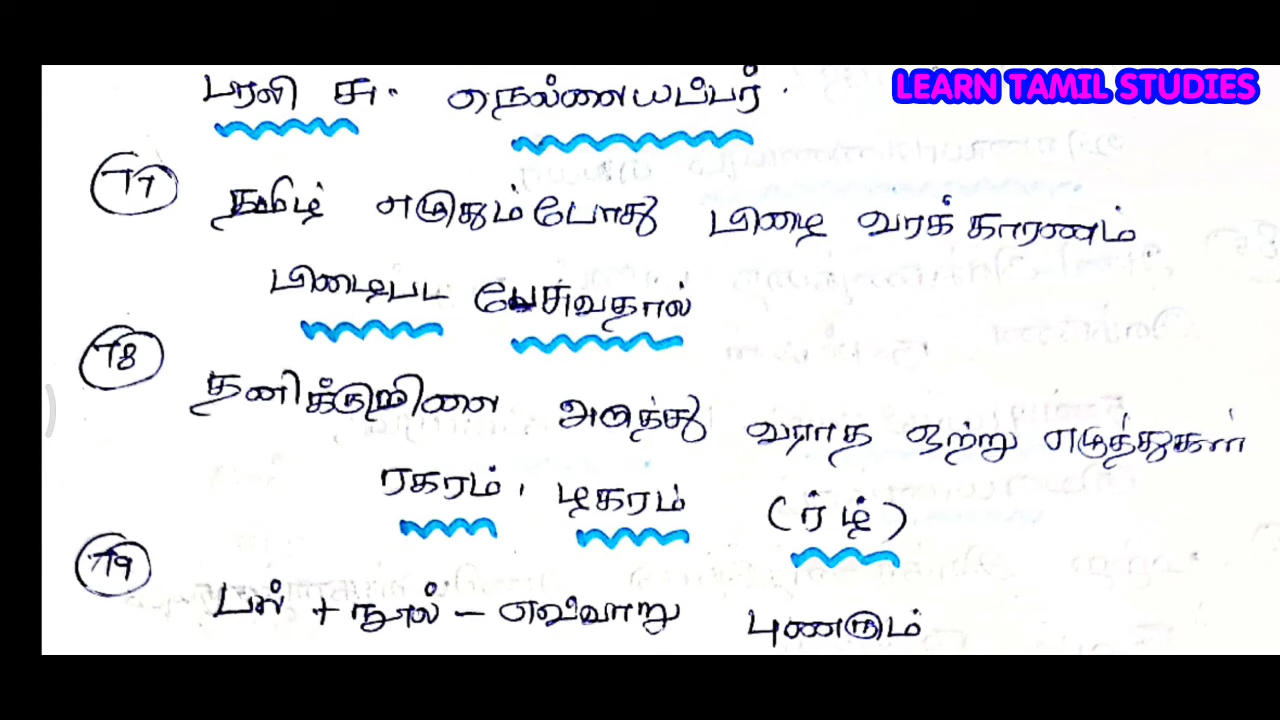 LEARN TAMIL STUDIES
பரலி சு. நெல்லையப்பர்.
77 தமிழ் எழுதும்போது பிழை வரக் காரணம்
பிழைபட பேசுவதால்
78 தனிக்குறிலை அடுத்து வராத ஒற்று எழுத்துகள்
ரகரம், ழகரம் (ர் ழ்)
79 பல் + நூல் - எவ்வாறு புணரும்